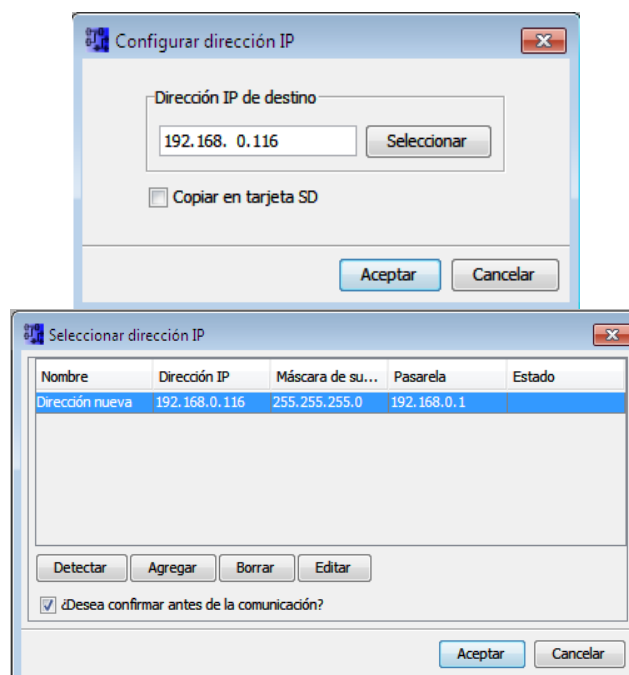 Configurar dirección IP
Dirección IP de destino
192.168. 0.116 Seleccionar
Copiar en tarjeta SD
Aceptar Cancelar
Seleccionar dirección IP
Nombre Dirección IP Máscara de su... Pasarela Estado
Dirección nueva 192.168.0.116 255.255.255.0 192.168.0.1
Detectar Agregar Borrar Editar
¿Desea confirmar antes de la comunicación?
Aceptar Cancelar